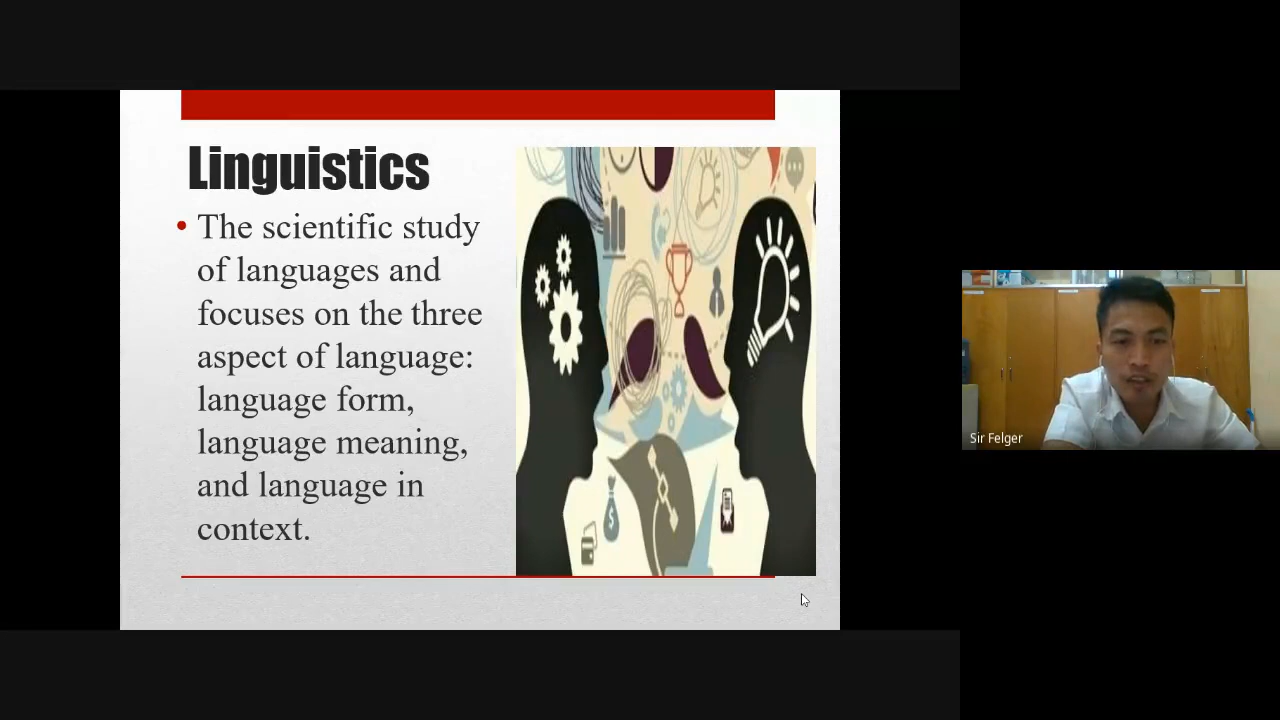 Linguistics
• The scientific study
of languages and
focuses on the three
aspect of language:
language form,
language meaning,
and language in
context.
$
Sir Felger